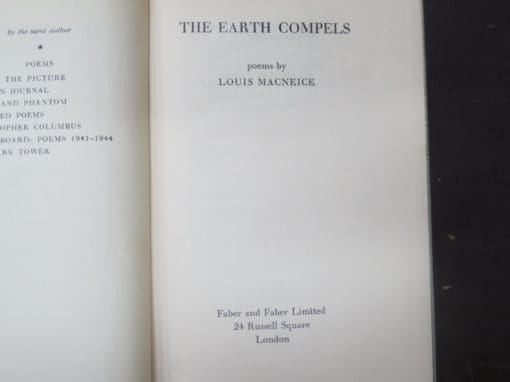 by the same author
★
POEMS
THE PICTURE
N JOURNAL
AND PHANTOM
ED POEMS
OPHER COLUMBUS
BOARD: POEMS 1941-1944
RK TOWER
THE EARTH COMPELS
poems by
LOUIS MACNEICE
Faber and Faber Limited
24 Russell Square
London